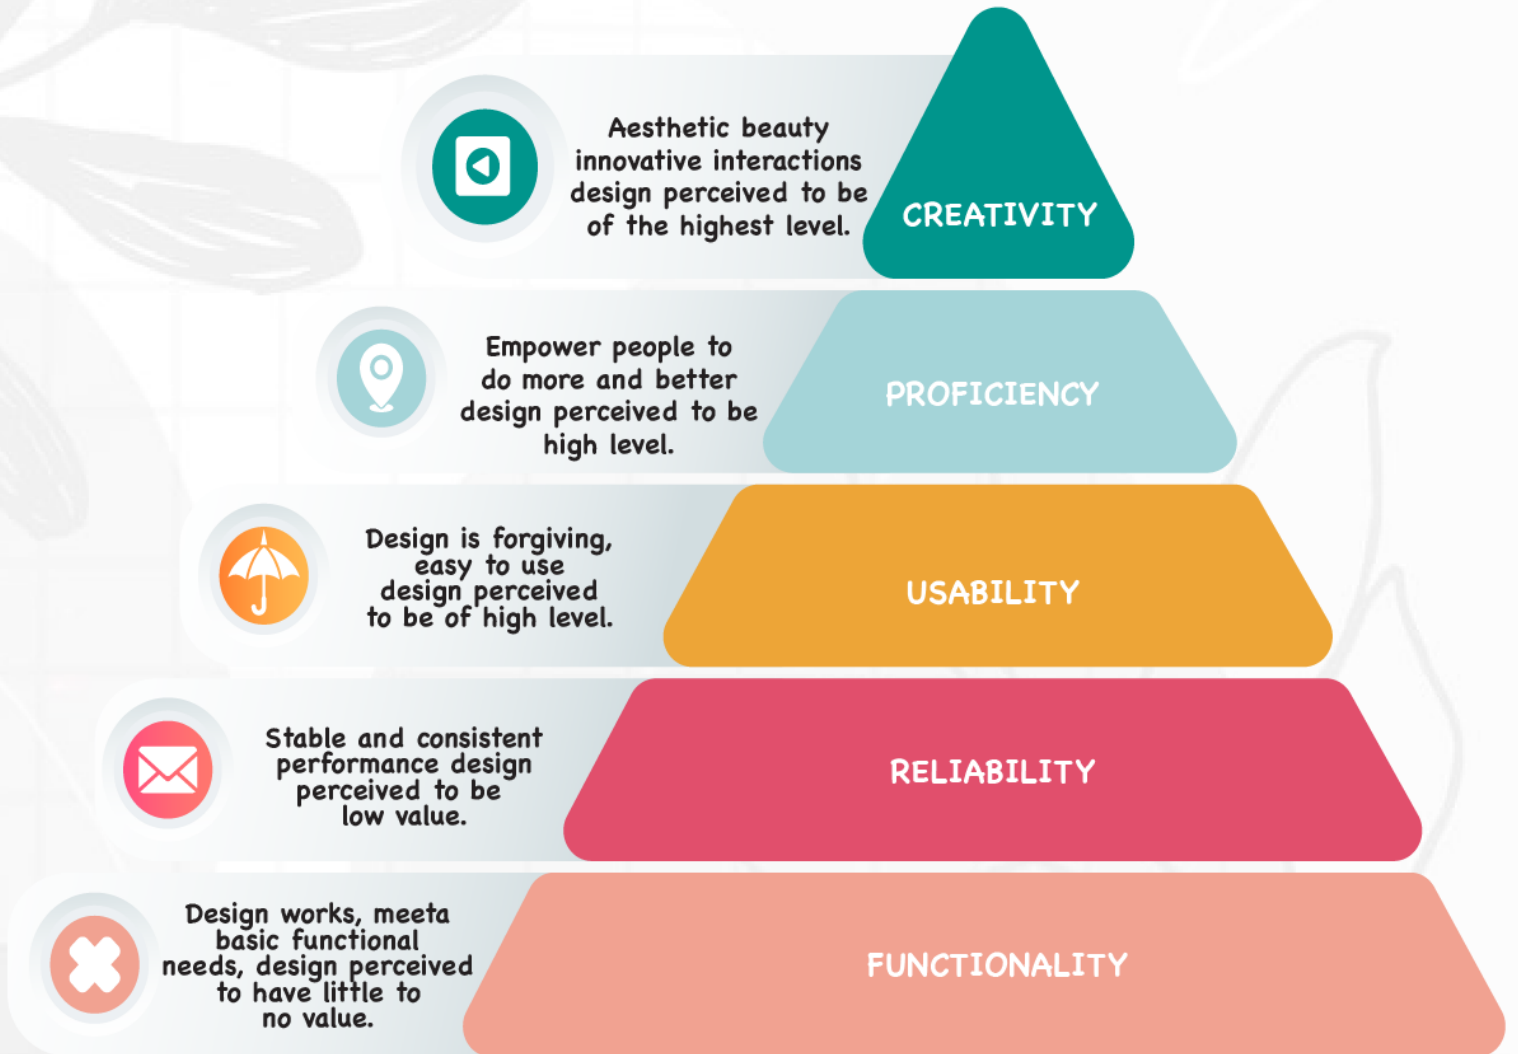 Aesthetic beauty
innovative interactions
design perceived to be
of the highest level.
CREATIVITY
Empower people to
do more and better
design perceived to be
high level.
PROFICIENCY
Design is forgiving,
easy to use
design perceived
to be of high level.
USABILITY
Stable and consistent
performance design
perceived to be
low value.
RELIABILITY
Design works, meeta
basic functional
needs, design perceived
to have little to
no value.
FUNCTIONALITY